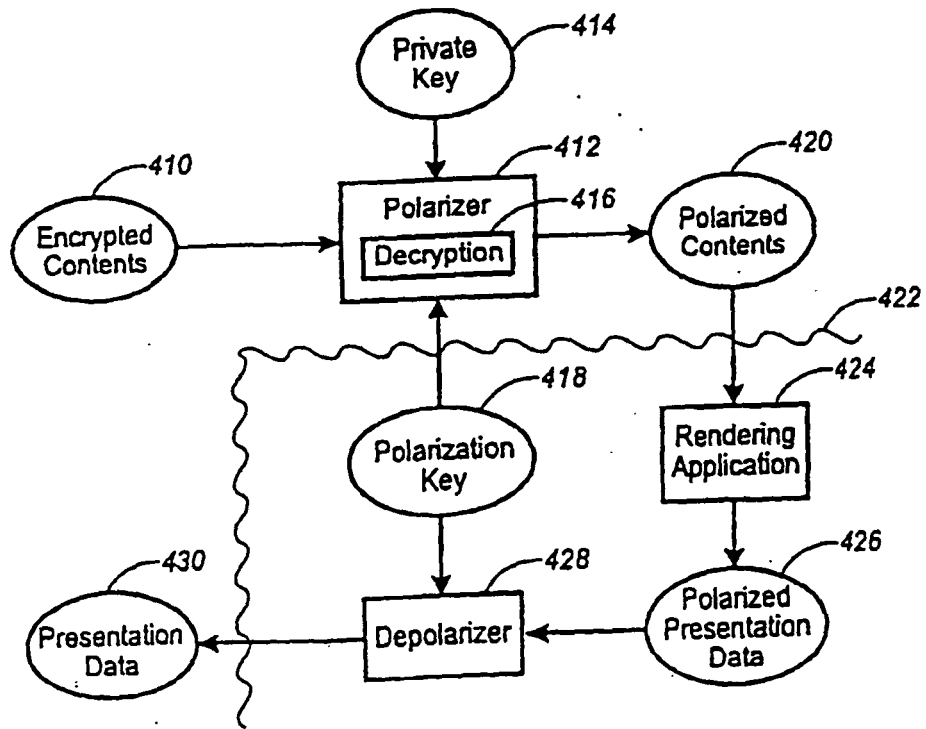 414
Private
Key
412
420
410
Polarizer
416
Polarized
Contents
Encrypted
Contents
Decryption
422
418
424
Polarization
Key
Rendering
Application
430
428
426
Presentation
Data
Depolarizer
Polarized
Presentation
Data